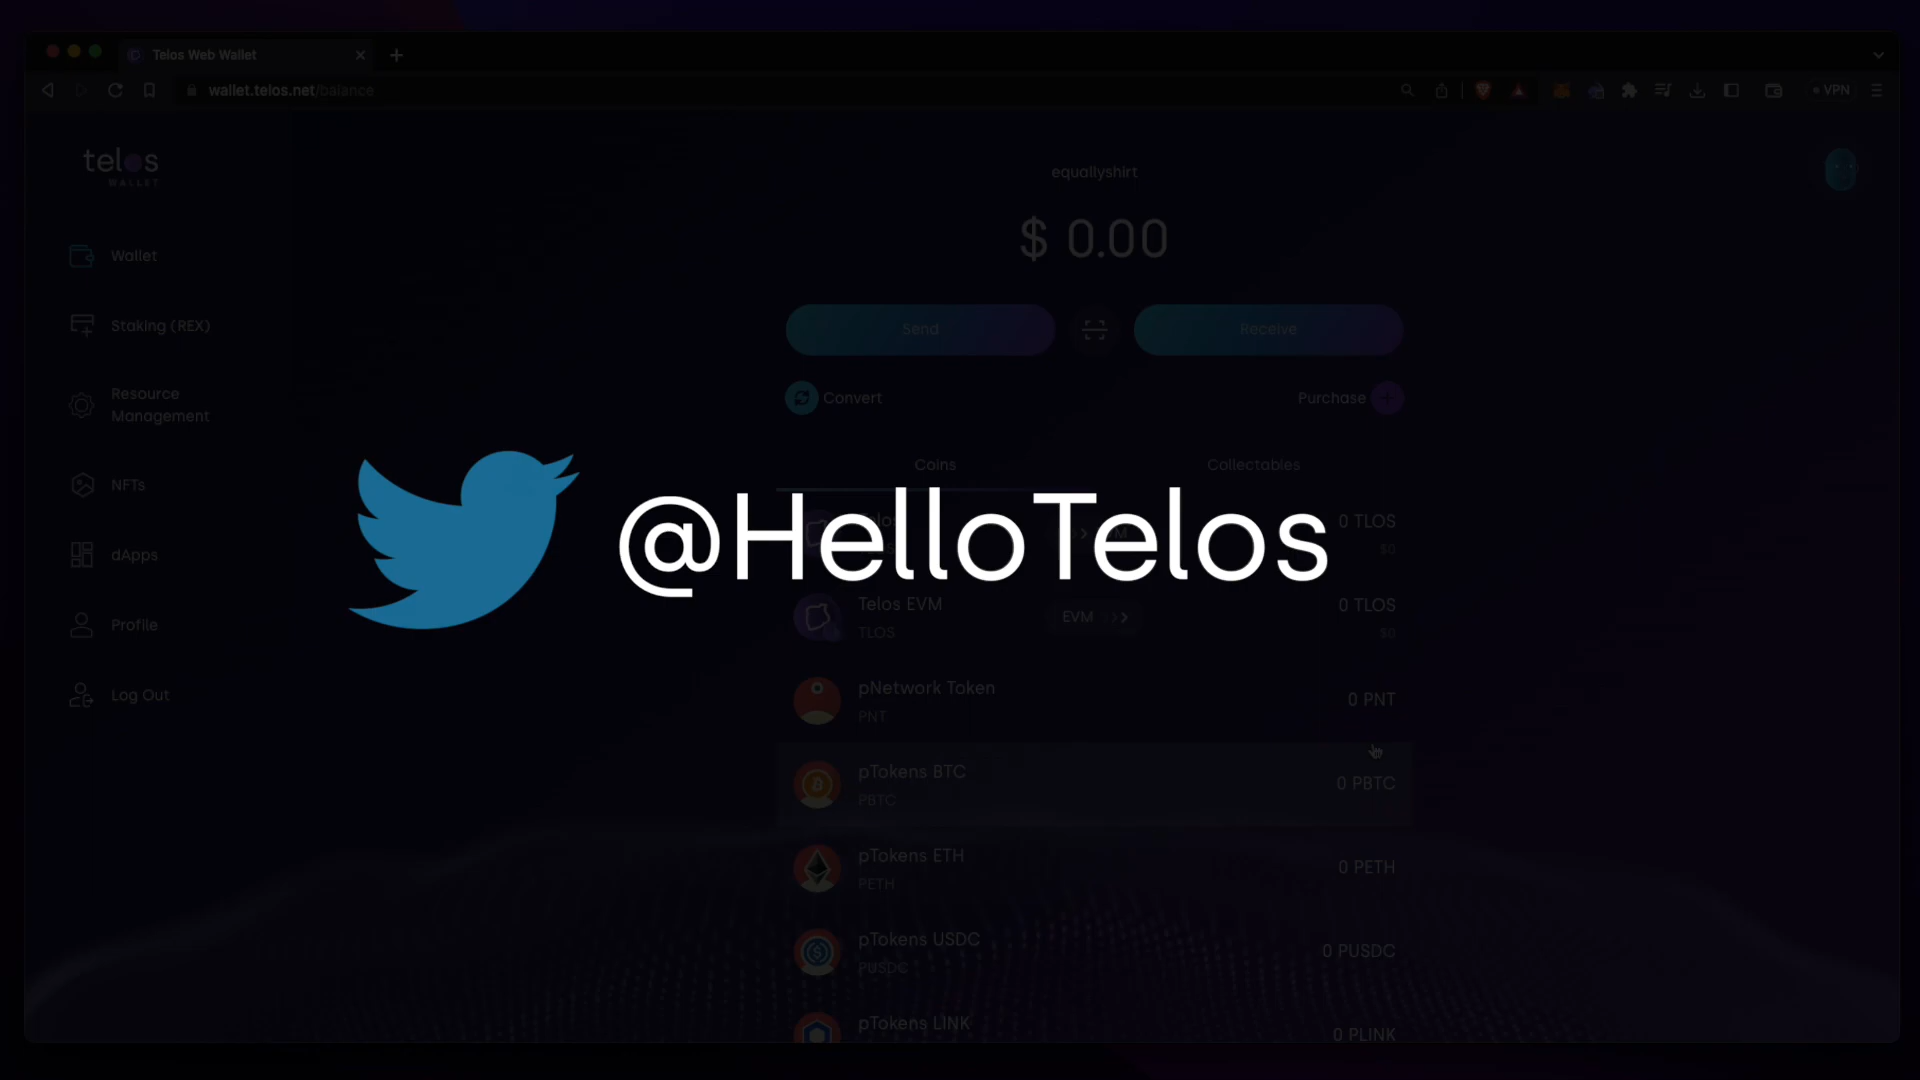 Telos Web Wallet
wallet.telos.net/balance
VPN
telos
WALLET
equallyshirt
$ 0.00
Wallet
Staking (REX)
Send
Receive
Resource
Management
Convert
Purchase
Coins
Collectables
NFTs
@HelloTelos
0 TLOS
$0
dApps
Telos EVM
TLOS
EVM
0 TLOS
$0
Profile
Log Out
pNetwork Token
PNT
0 PNT
pTokens BTC
PBTC
0 PBTC
pTokens ETH
PETH
0 PETH
pTokens USDC
PUSDC
0 PUSDC
pTokens LINK
0 PLINK